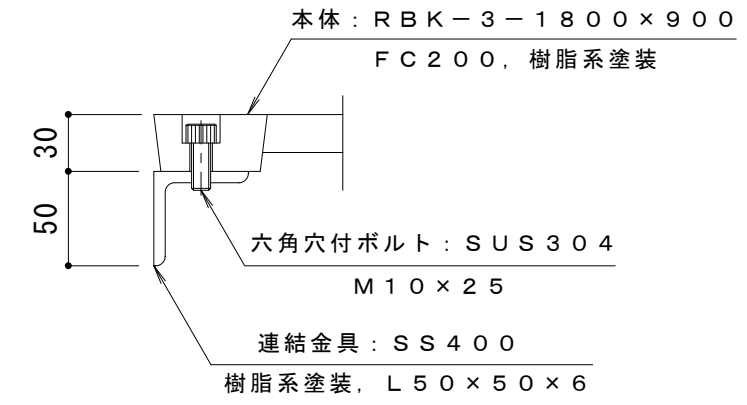 本体：ＲＢＫ－３－１８００×９００
ＦＣ２００，樹脂系塗装
30
50
六角穴付ボルト：ＳＵＳ３０４
Ｍ１０×２５
連結金具：ＳＳ４００
樹脂系塗装，Ｌ５０×５０×６